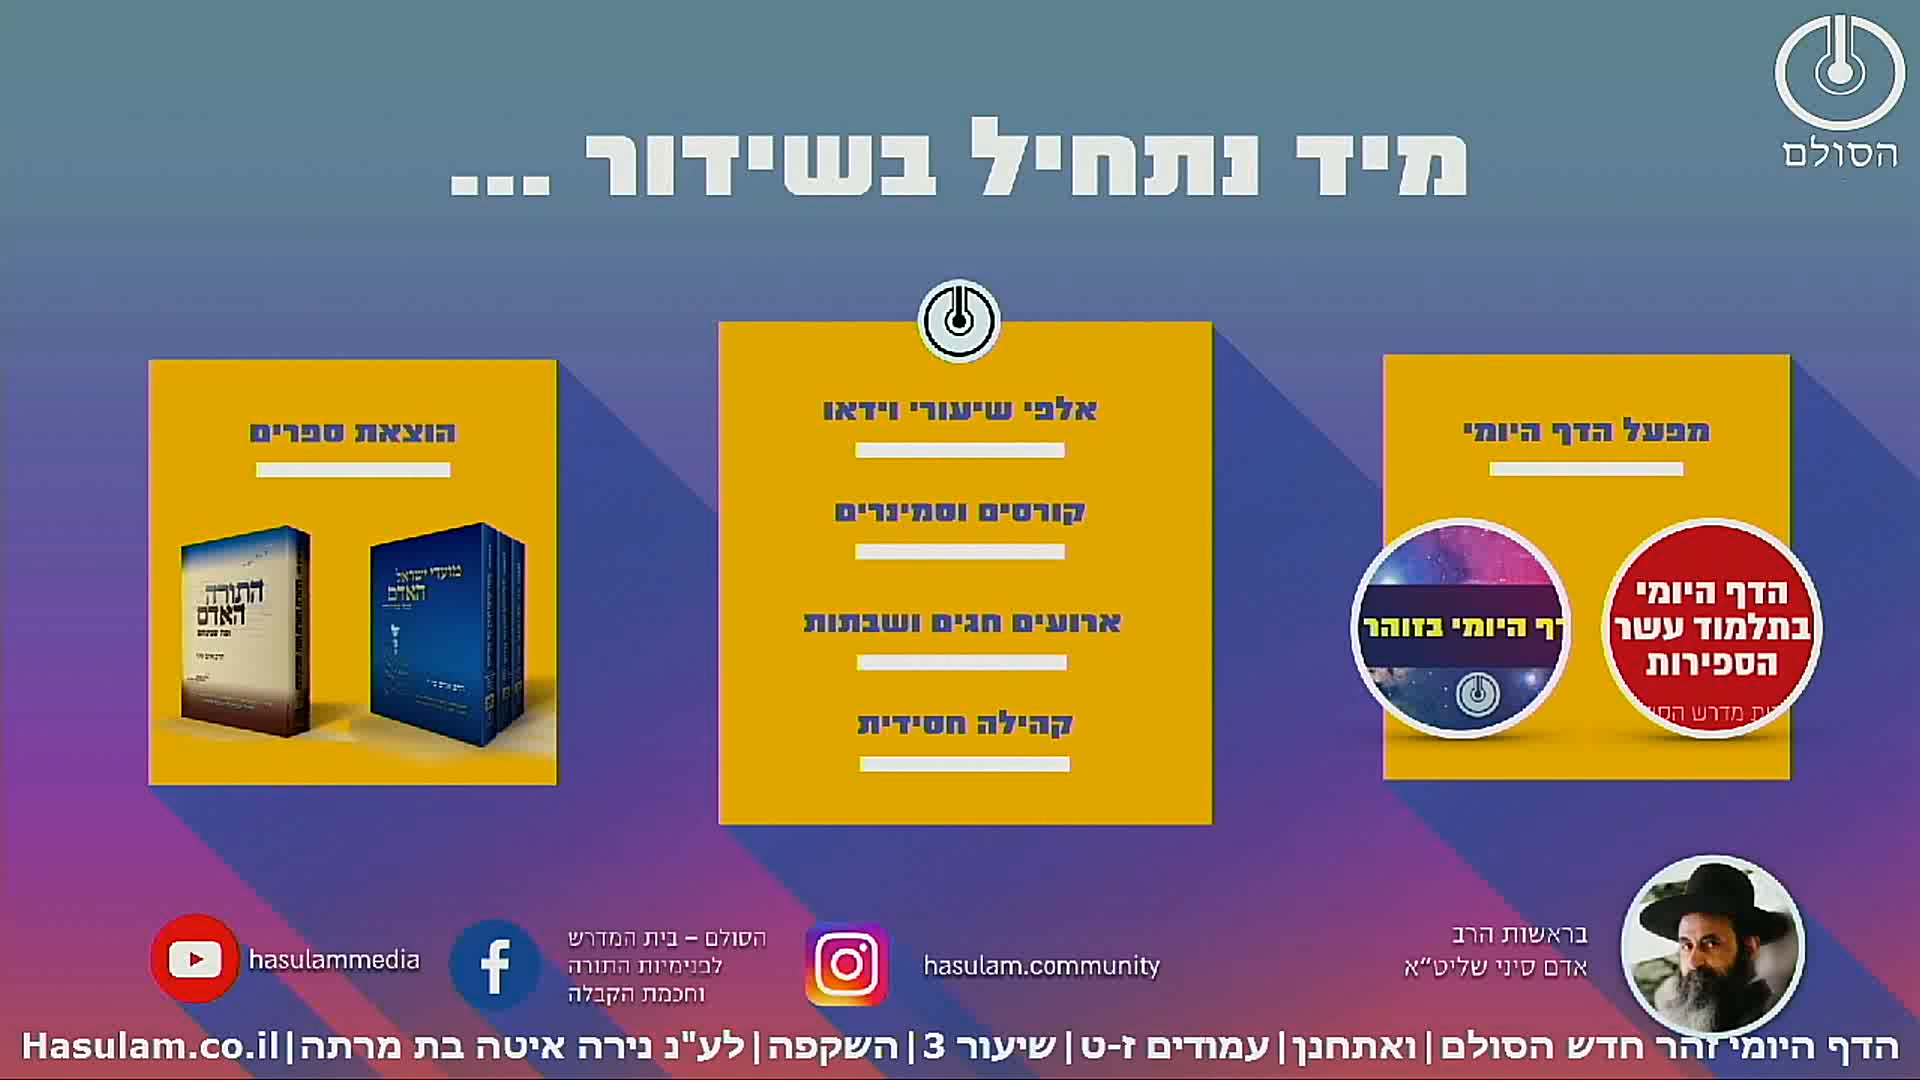 הסולם
מיד נתחיל בשידור ...
מפעל הדף היומי
הדף היומי
בתלמוד עשר
הספירות
מדרש
דף היומי בזוהר
אלפי שיעורי וידאו
קורסים וסמינרים
ארועים חגים ושבתות
קהילה חסידית
הוצאת ספרים
מועדי ישראל
האדם
התורה
האדם
בראשות הרב
אדם סיני שליט״א
hasulam.community
הסולם – בית המדרש
לפנימיות התורה
וחכמת הקבלה
hasulammedia
הדף היומי זהר חדש הסולם|ואתחנן|עמודים ז-ט|שיעור 3|השקפה|לע"נ נירה איטה בת מרתה|Hasulam.co.il